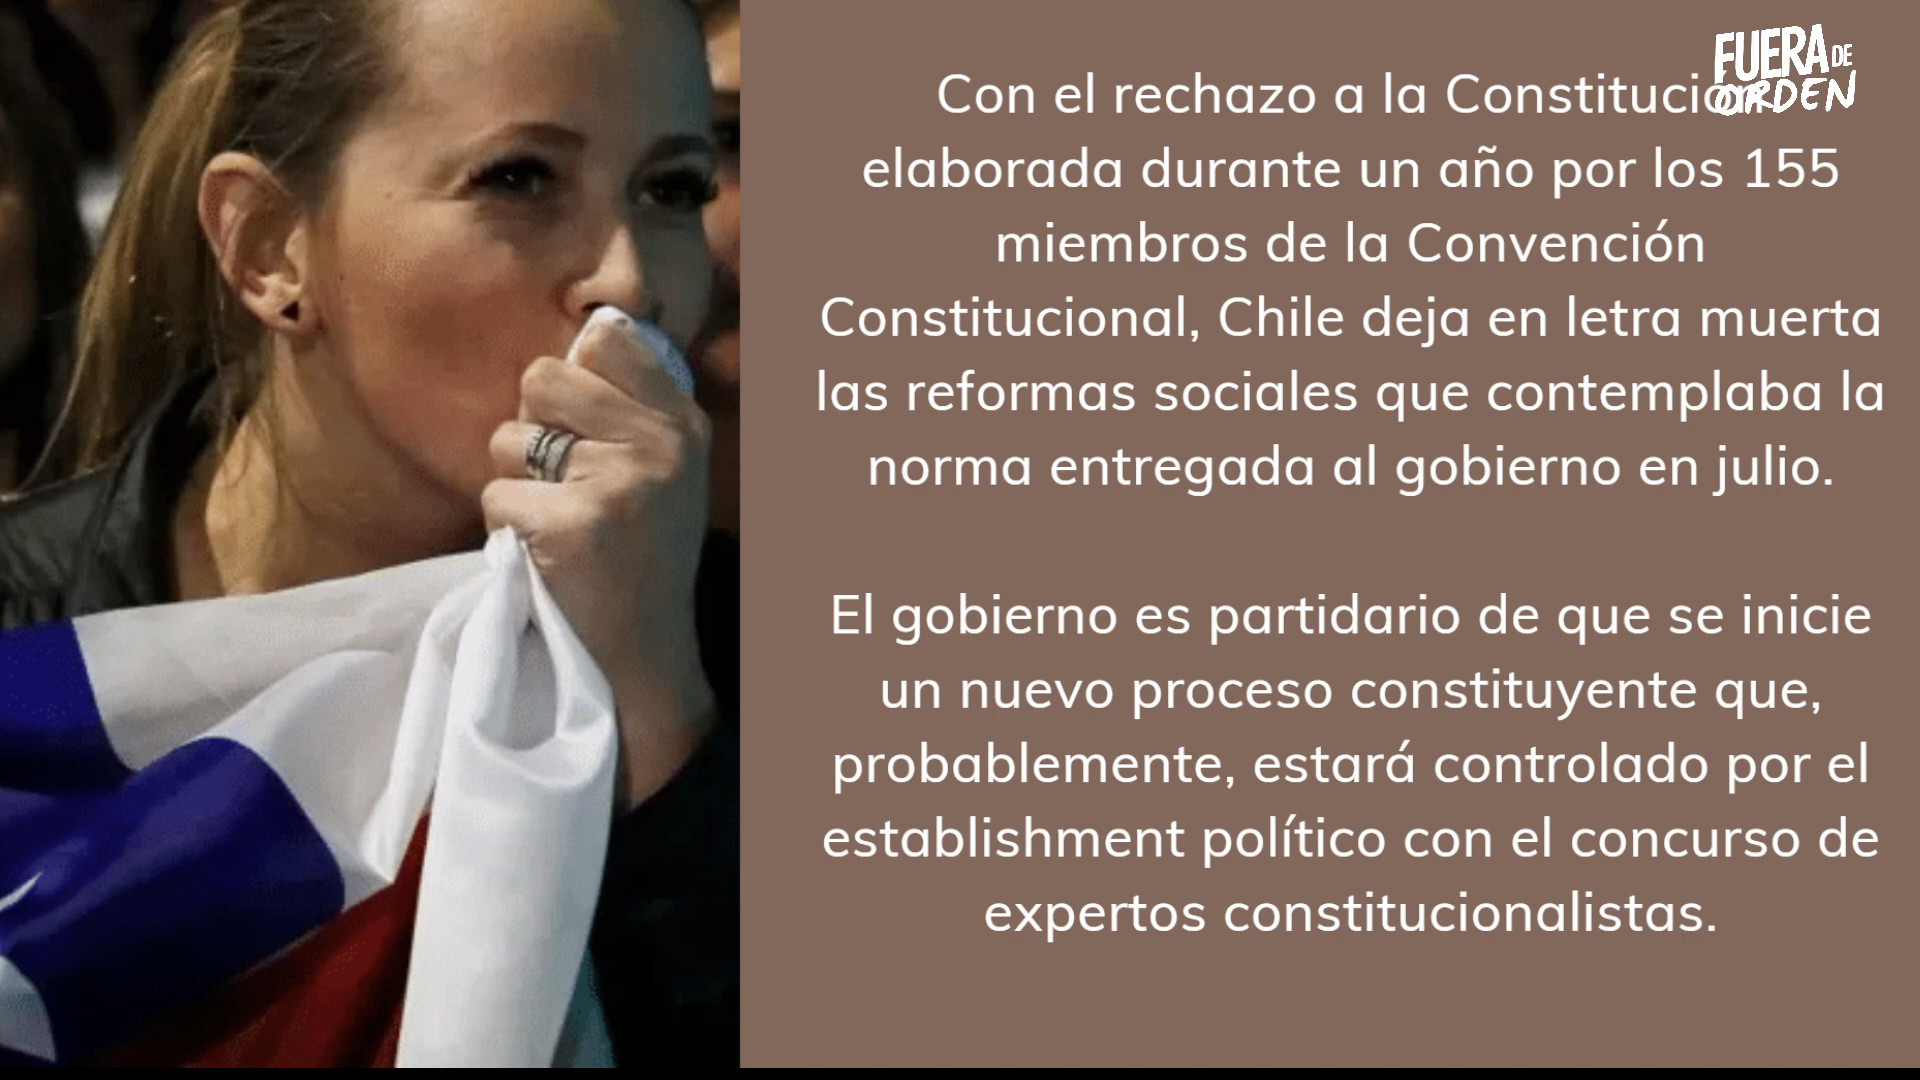 FUERA DE
ORDEN
Con el rechazo a la Constitución
elaborada durante un año por los 155
miembros de la Convención
Constitucional, Chile deja en letra muerta
las reformas sociales que contemplaba la
norma entregada al gobierno en julio.
El gobierno es partidario de que se inicie
un nuevo proceso constituyente que,
probablemente, estará controlado por el
establishment político con el concurso de
expertos constitucionalistas.